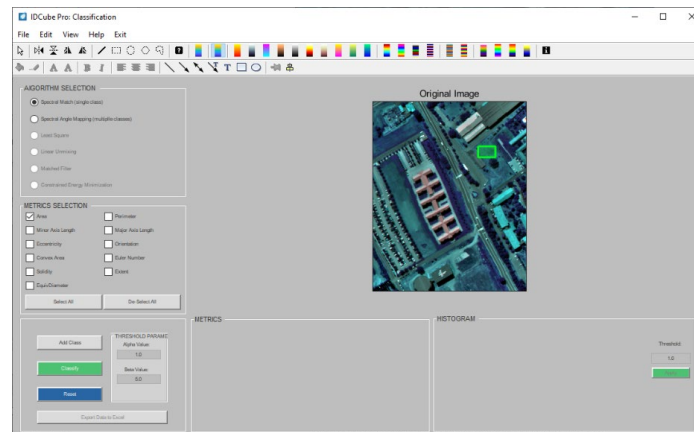 IDCube Pro: Classification
File Edit View Help Exit
ALGORITHM SELECTION
Spectral Match (single class)
Spectral Angle Mapping (multiple classes)
Least Square
Linear Unmixing
Matched Filter
Constrained Energy Minimization
METRICS SELECTION
Area Perimeter
Minor Axis Length Major Axis Length
Eccentricity Orientation
Convex Area Euler Number
Solidity Extent
EquivDiameter
Select All De-Select All
Add Class
Classify
Reset
THRESHOLD PARAME
Alpha Value:
1.0
Beta Value:
0.0
Export Data to Excel
Original Image
METRICS
HISTOGRAM
Threshold:
1.0